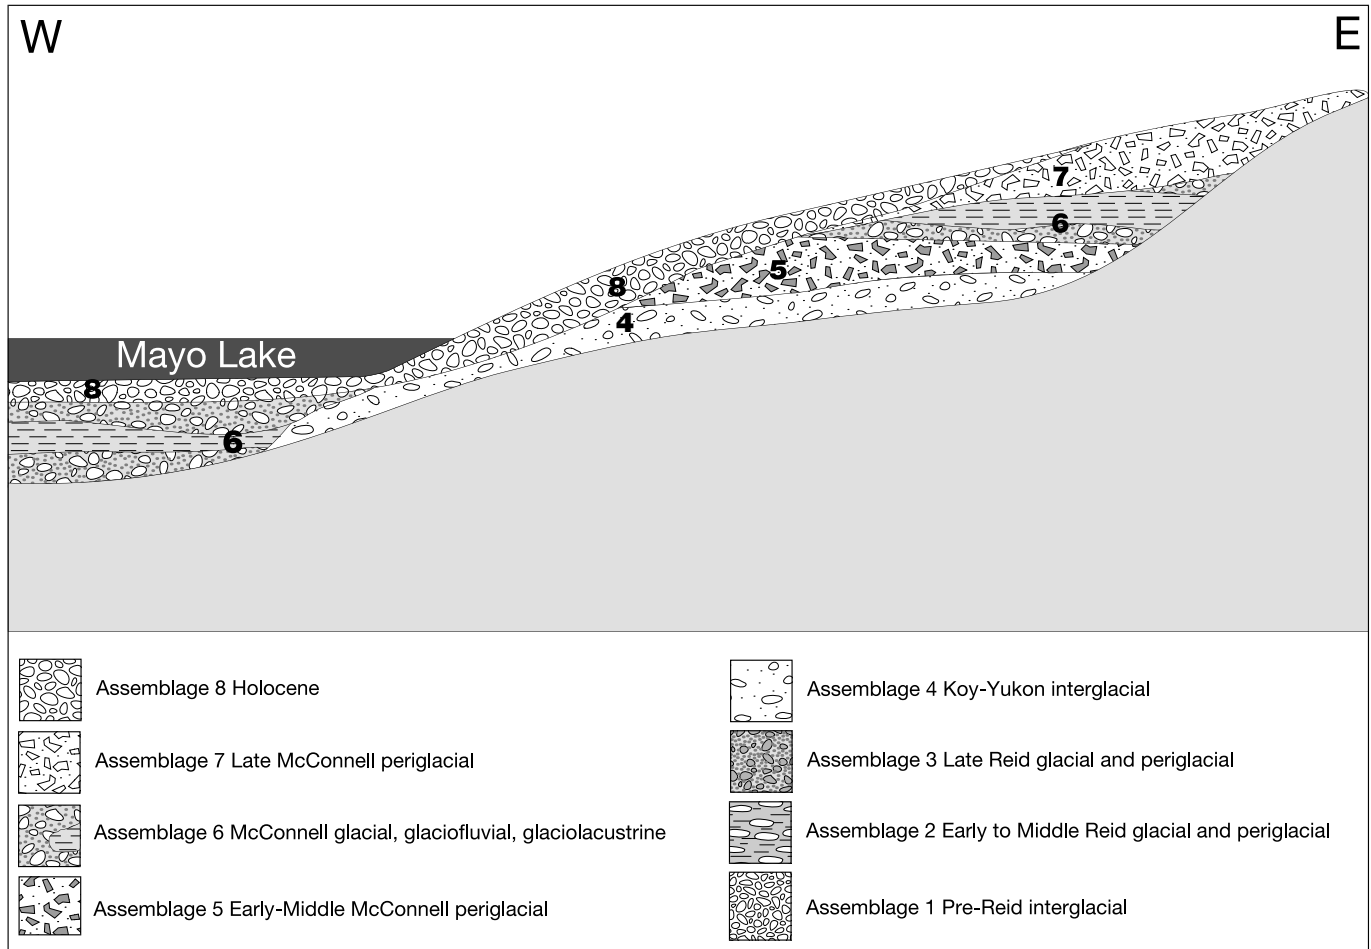 W
E
7
6
5
8
4
Mayo Lake
8
6
Assemblage 8 Holocene
Assemblage 7 Late McConnell periglacial
Assemblage 6 McConnell glacial, glaciofluvial, glaciolacustrine
Assemblage 5 Early-Middle McConnell periglacial
Assemblage 4 Koy-Yukon interglacial
Assemblage 3 Late Reid glacial and periglacial
Assemblage 2 Early to Middle Reid glacial and periglacial
Assemblage 1 Pre-Reid interglacial